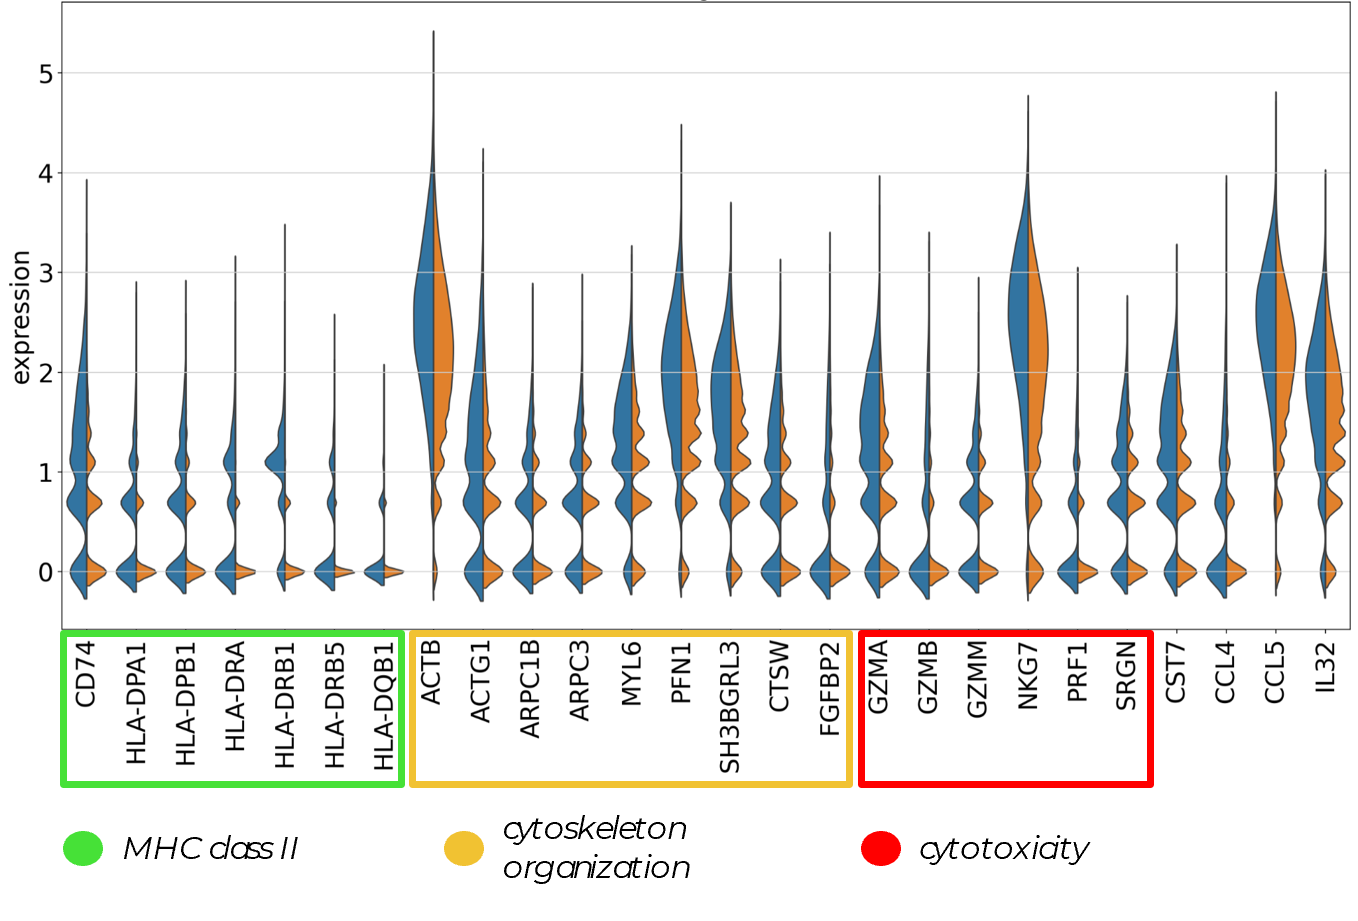 expression
5
4
3
2
1
0
CD74
HLA-DPA1
HLA-DPB1
HLA-DRA
HLA-DRB1
HLA-DRB5
HLA-DQB1
ACTB
ACTG1
ARPC1B
ARPC3
MYL6
PFN1
SH3BGRL3
CTSW
FGFBP2
GZMA
GZMB
GZMM
NKG7
PRF1
SRGN
CST7
CCL4
CCL5
IL32
MHC class II
cytoskeleton
organization
cytotoxicity